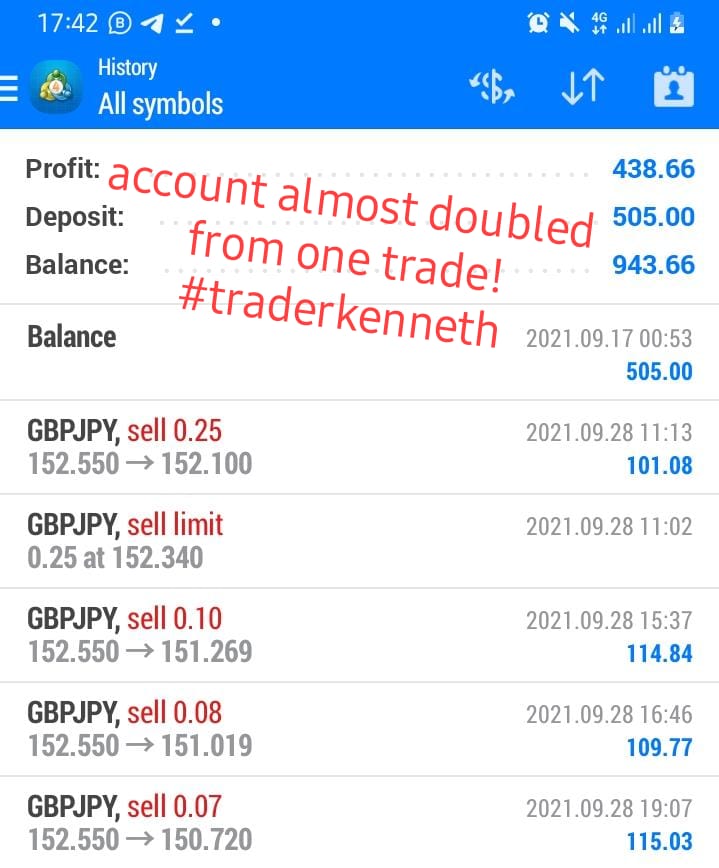 17:42
4G
History
All symbols
Profit: 438.66
Deposit: 505.00
Balance: 943.66
account almost doubled
from one trade!
#traderkenneth
Balance 2021.09.17 00:53
505.00
GBPJPY, sell 0.25 2021.09.28 11:13
152.550 → 152.100 101.08
GBPJPY, sell limit 2021.09.28 11:02
0.25 at 152.340
GBPJPY, sell 0.10 2021.09.28 15:37
152.550 → 151.269 114.84
GBPJPY, sell 0.08 2021.09.28 16:46
152.550 → 151.019 109.77
GBPJPY, sell 0.07 2021.09.28 19:07
152.550 → 150.720 115.03